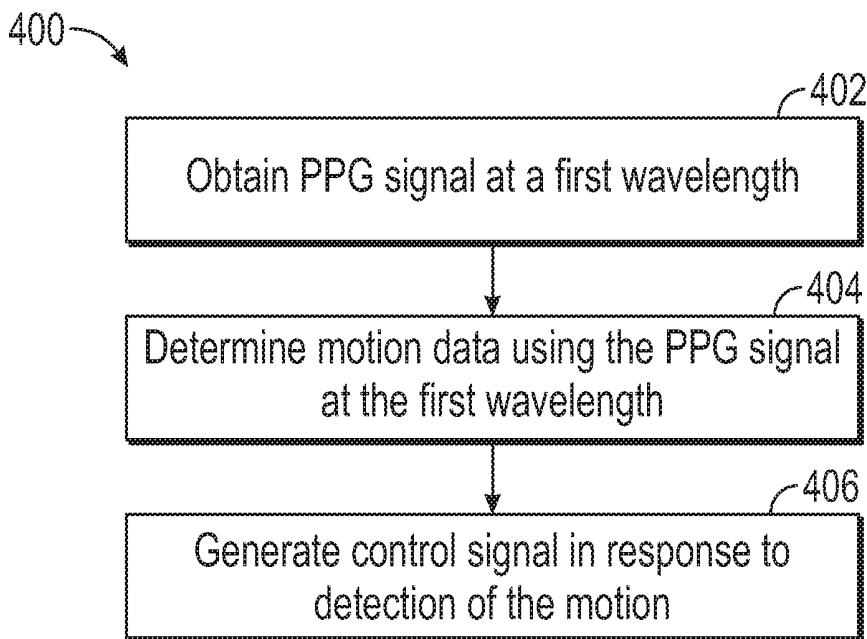 400
402
Obtain PPG signal at a first wavelength
404
Determine motion data using the PPG signal
at the first wavelength
406
Generate control signal in response to
detection of the motion